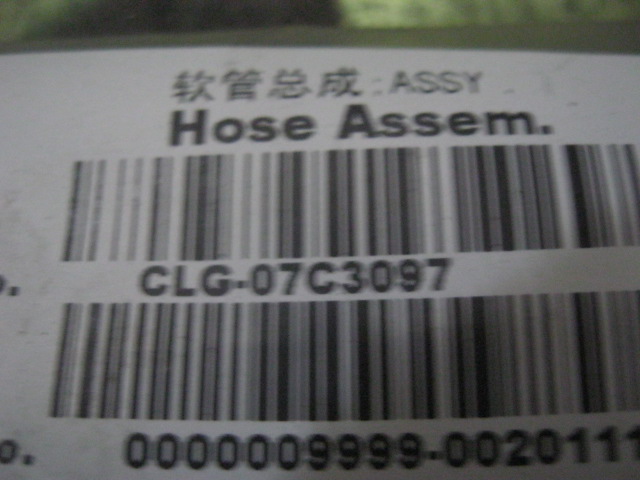 软管总成:ASSY
Hose Assem.
CLG-07C3097
0000009999-0020111